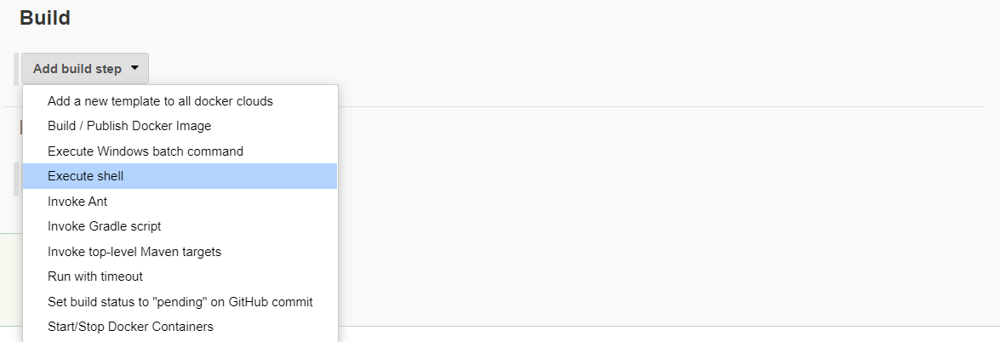 Build
Add build step
Add a new template to all docker clouds
Build / Publish Docker Image
Execute Windows batch command
Execute shell
Invoke Ant
Invoke Gradle script
Invoke top-level Maven targets
Run with timeout
Set build status to "pending" on GitHub commit
Start/Stop Docker Containers